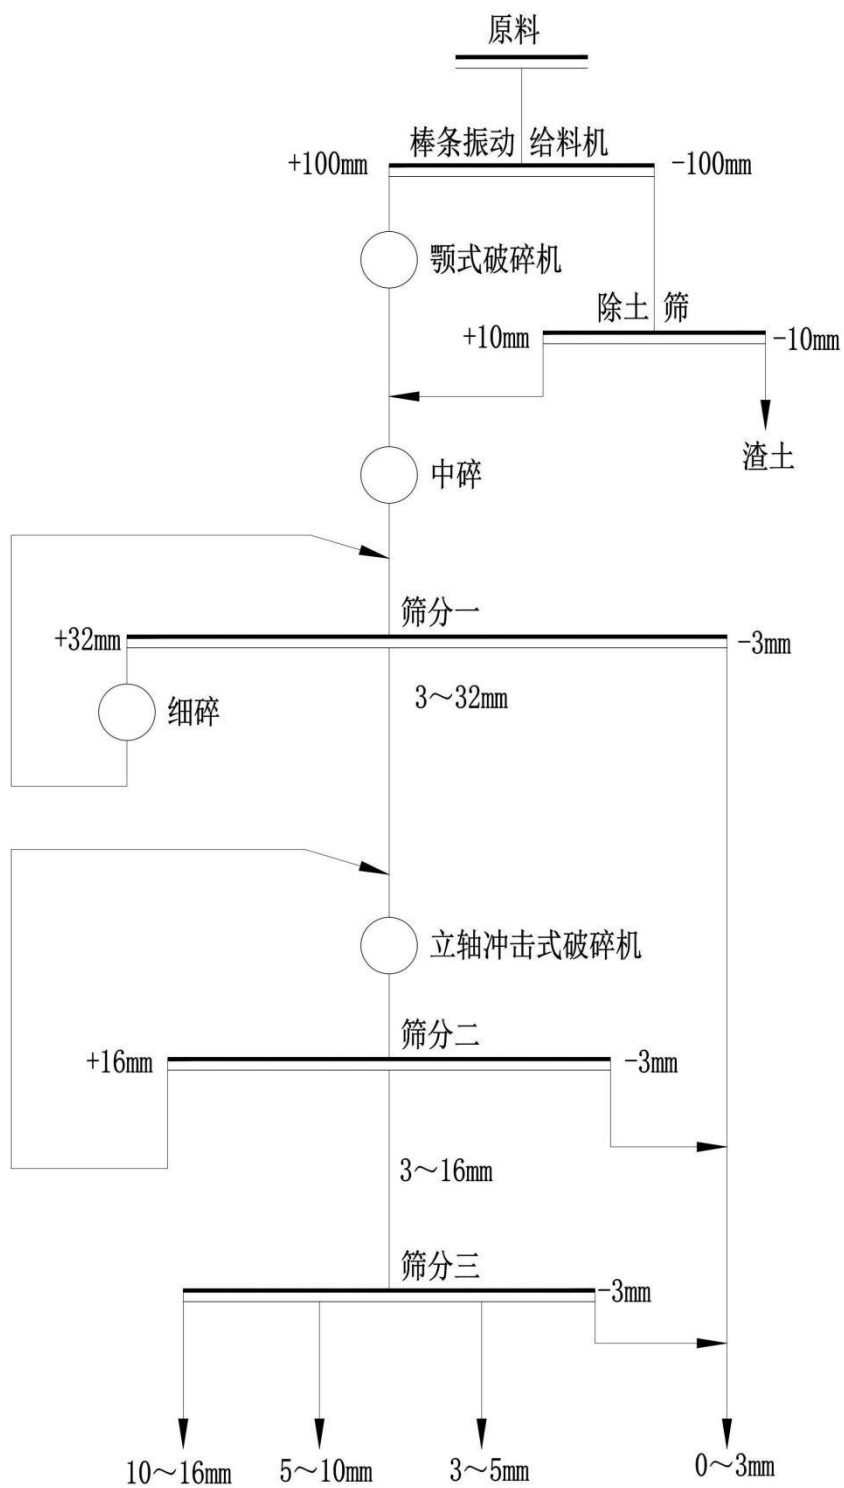 原料
棒条振动给料机
+100mm
-100mm
颚式破碎机
除土筛
+10mm
-10mm
渣土
中碎
筛分一
+32mm
-3mm
3～32mm
细碎
立轴冲击式破碎机
筛分二
+16mm
-3mm
3～16mm
筛分三
-3mm
10～16mm
5～10mm
3～5mm
0～3mm